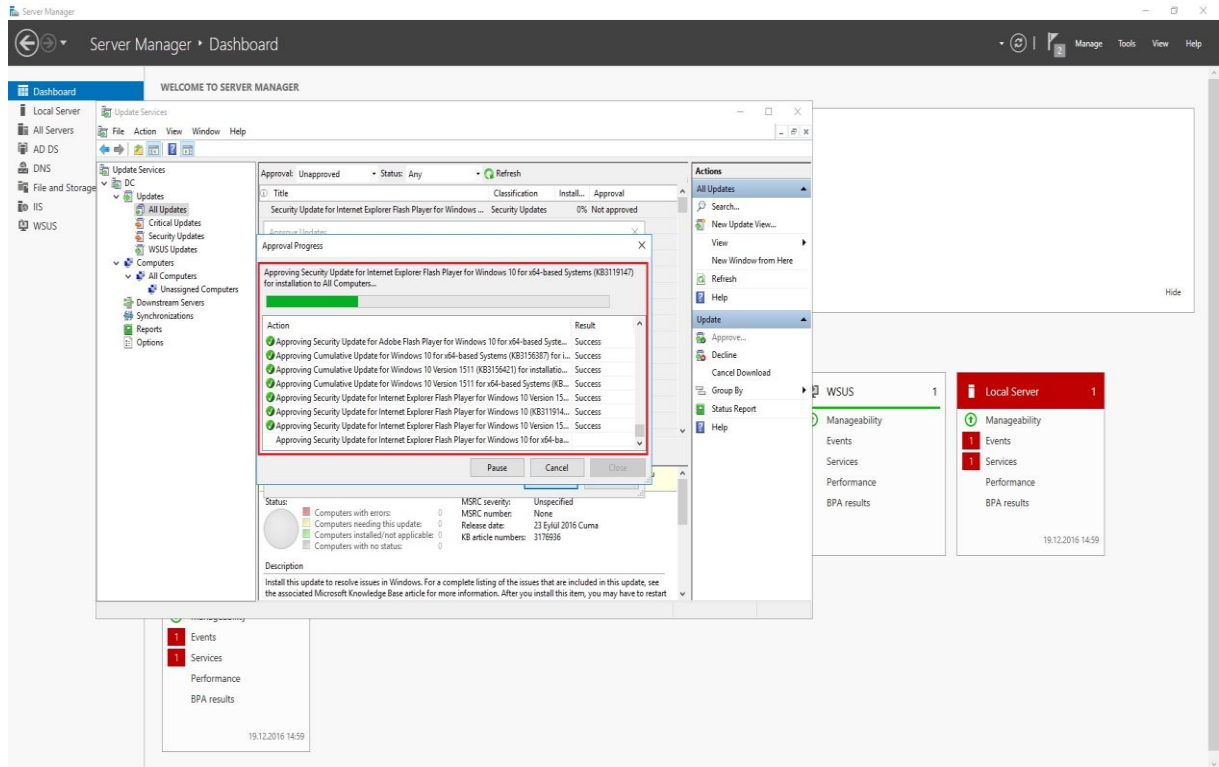 Server Manager
Server Manager • Dashboard
2 Manage Tools View Help
Dashboard
Local Server
All Servers
AD DS
DNS
File and Storage
IIS
WSUS
WELCOME TO SERVER MANAGER
Hide
Update Services
File Action View Window Help
Update Services
DC
Updates
All Updates
Critical Updates
Security Updates
WSUS Updates
Computers
All Computers
Unassigned Computers
Downstream Servers
Synchronizations
Reports
Options
Approval: Unapproved Status: Any Refresh
Title Classification Install... Approval
Security Update for Internet Explorer Flash Player for Windows ... Security Updates 0% Not approved
Approve Updates
Approval Progress
Approving Security Update for Internet Explorer Flash Player for Windows 10 for x64-based Systems (KB3119147)
for installation to All Computers...
Action Result
Approving Security Update for Adobe Flash Player for Windows 10 for x64-based Syste... Success
Approving Cumulative Update for Windows 10 for x64-based Systems (KB3156387) for i... Success
Approving Cumulative Update for Windows 10 Version 1511 (KB3156421) for installatio... Success
Approving Cumulative Update for Windows 10 Version 1511 for x64-based Systems (KB... Success
Approving Security Update for Internet Explorer Flash Player for Windows 10 Version 15... Success
Approving Security Update for Internet Explorer Flash Player for Windows 10 (KB311914... Success
Approving Security Update for Internet Explorer Flash Player for Windows 10 Version 15... Success
Approving Security Update for Internet Explorer Flash Player for Windows 10 for x64-ba...
Pause Cancel Close
Status:
Computers with errors: 0
Computers needing this update: 0
Computers installed/not applicable: 0
Computers with no status: 0
MSRC severity: Unspecified
MSRC number: None
Release date: 23 Eylül 2016 Cuma
KB article numbers: 3176936
Description
Install this update to resolve issues in Windows. For a complete listing of the issues that are included in this update, see
the associated Microsoft Knowledge Base article for more information. After you install this item, you may have to restart
Actions
All Updates
Search...
New Update View...
View
New Window from Here
Refresh
Help
Update
Approve...
Decline
Cancel Download
Group By
Status Report
Help
WSUS 1
Manageability
Events
Services
Performance
BPA results
Local Server 1
Manageability
1 Events
1 Services
Performance
BPA results
19.12.2016 14:59
Manageability
1 Events
1 Services
Performance
BPA results
19.12.2016 14:59